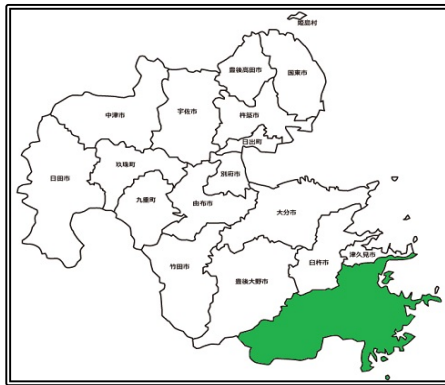 姫島村
豊後高田市
国東市
中津市
宇佐市
杵築市
日出町
玖珠町
別府市
日田市
九重町
由布市
大分市
津久見市
臼杵市
竹田市
豊後大野市